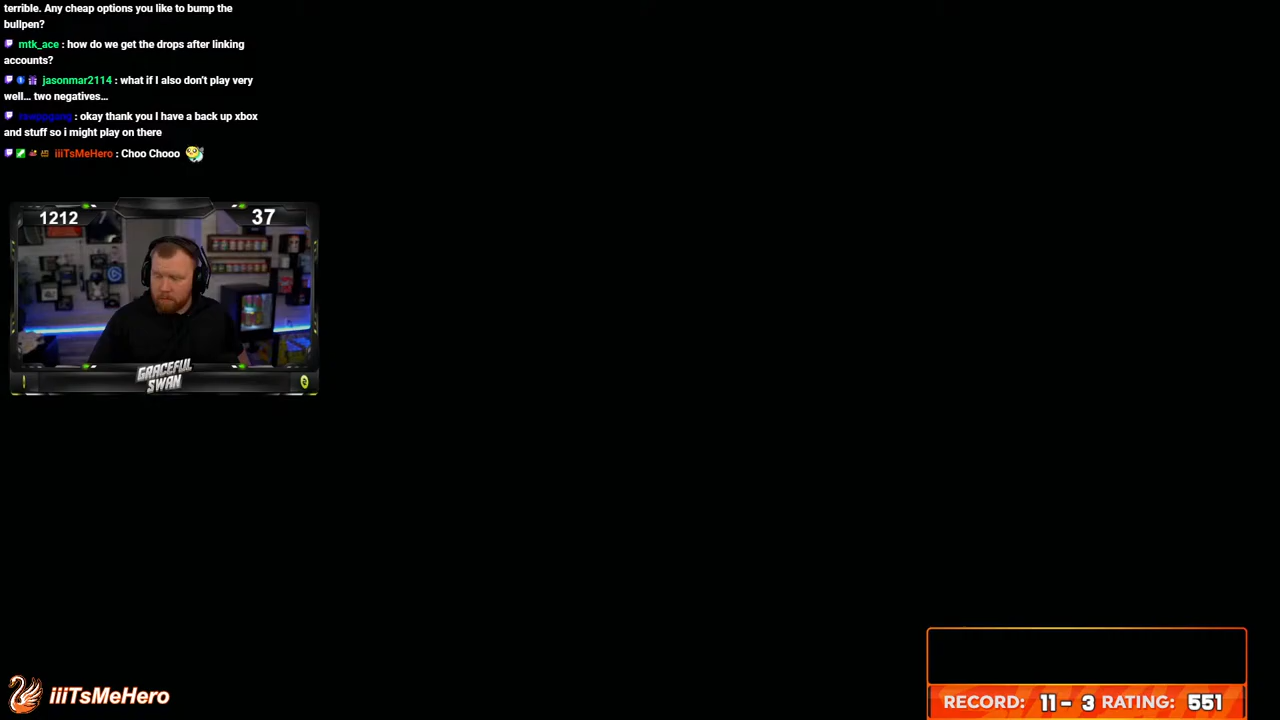 terrible. Any cheap options you like to bump the
bullpen?
mtk_ace : how do we get the drops after linking
accounts?
jasonmar2114 : what if I also don't play very
well... two negatives...
: okay thank you I have a back up xbox
and stuff so i might play on there
iiiTsMeHero : Choo Chooo
1212
37
GRACEFUL
SWAN
iiiTsMeHero
RECORD: 11 - 3 RATING: 551